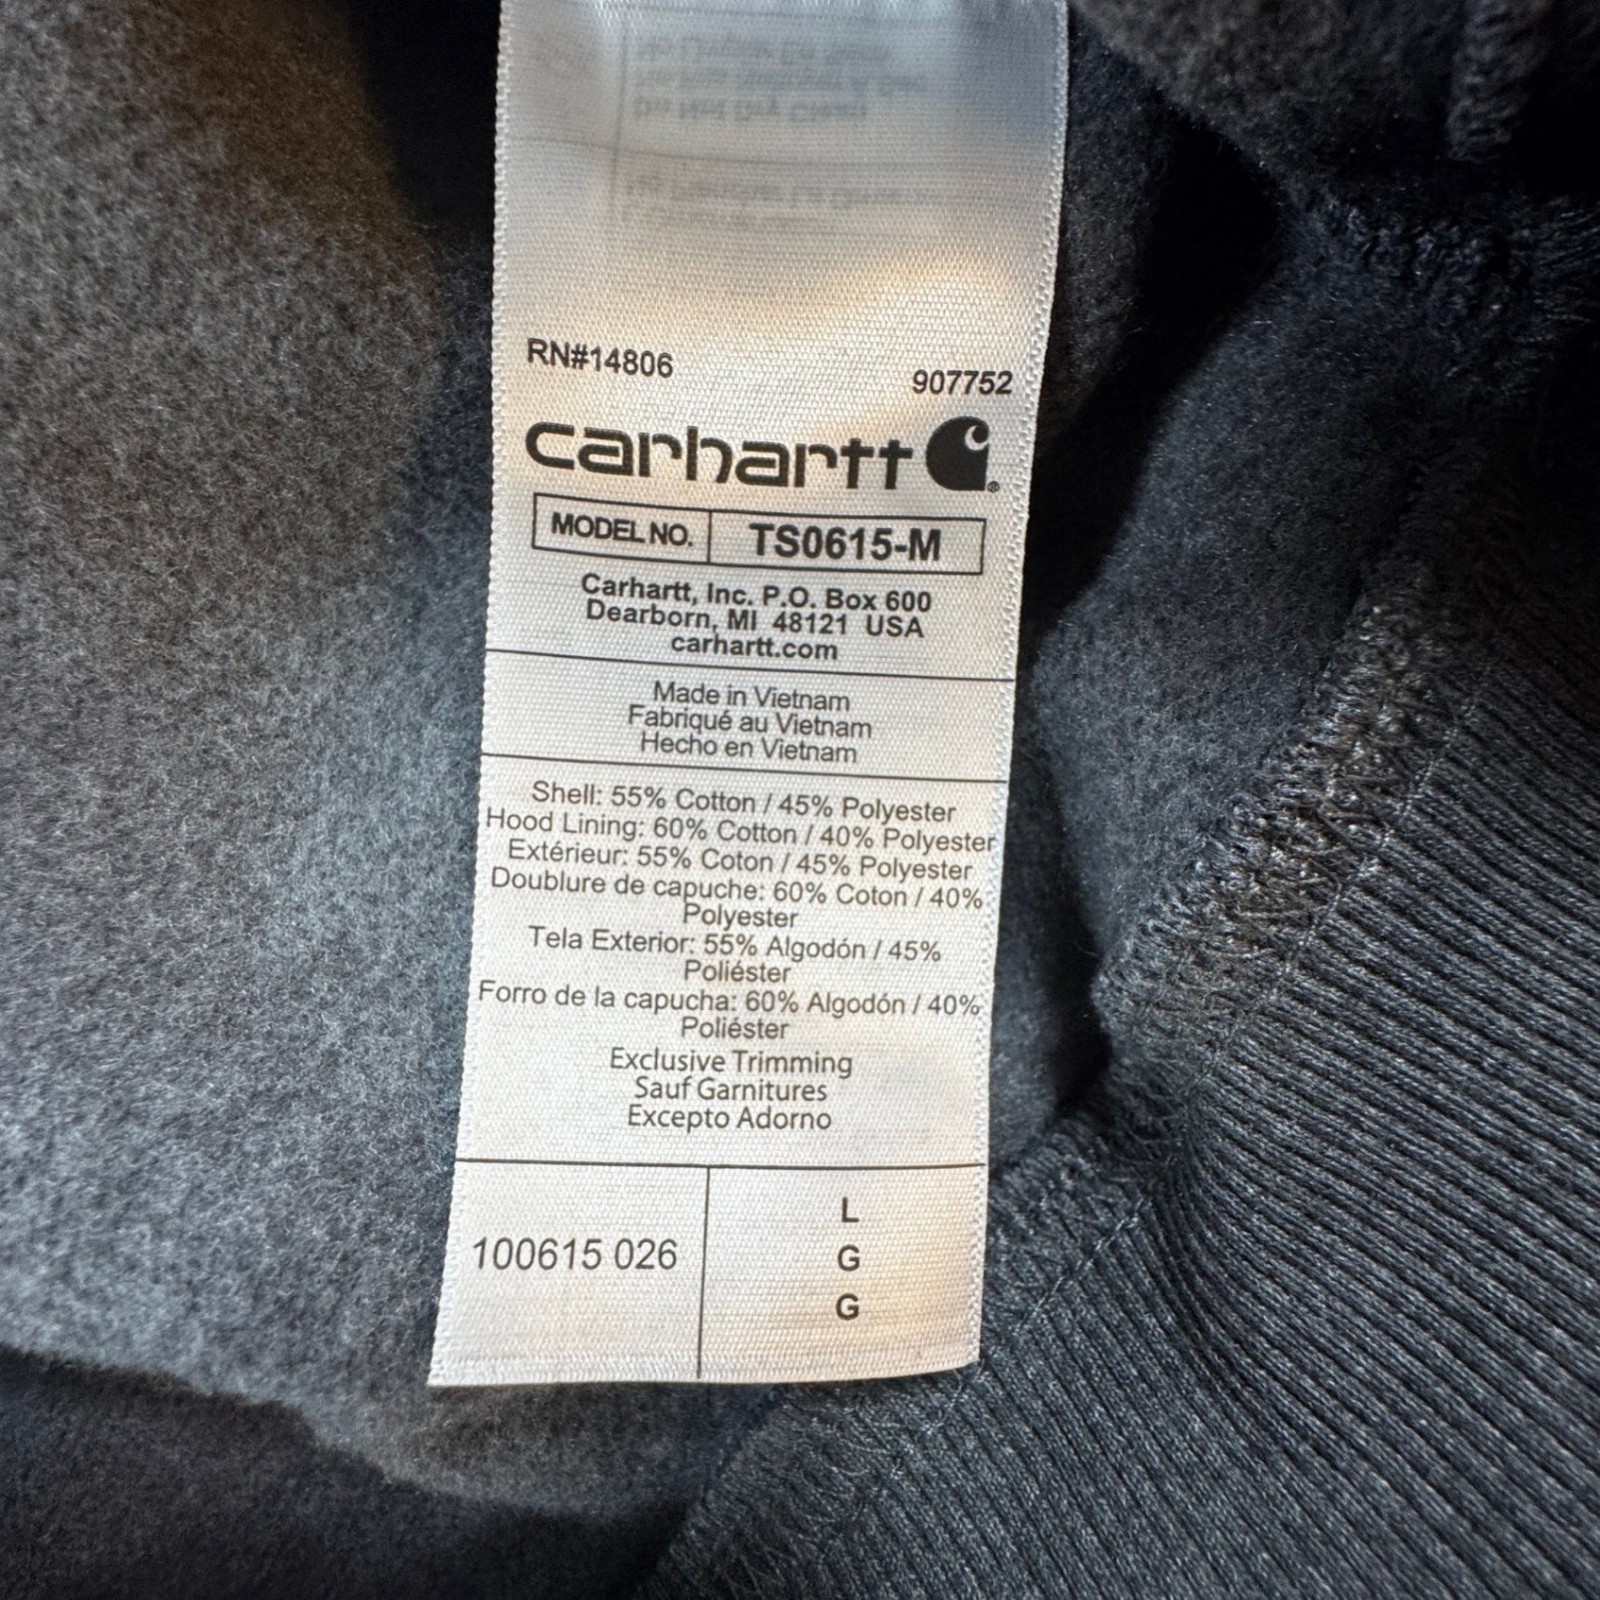 RN#14806 907752
carhartt
MODEL NO. TS0615-M
Carhartt, Inc. P.O. Box 600
Dearborn, MI 48121 USA
carhartt.com
Made in Vietnam
Fabriqué au Vietnam
Hecho en Vietnam
Shell: 55% Cotton / 45% Polyester
Hood Lining: 60% Cotton / 40% Polyester
Extérieur: 55% Coton / 45% Polyester
Doublure de capuche: 60% Coton / 40%
Polyester
Tela Exterior: 55% Algodón / 45%
Poliéster
Forro de la capucha: 60% Algodón / 40%
Poliéster
Exclusive Trimming
Sauf Garnitures
Excepto Adorno
100615 026
L
G
G